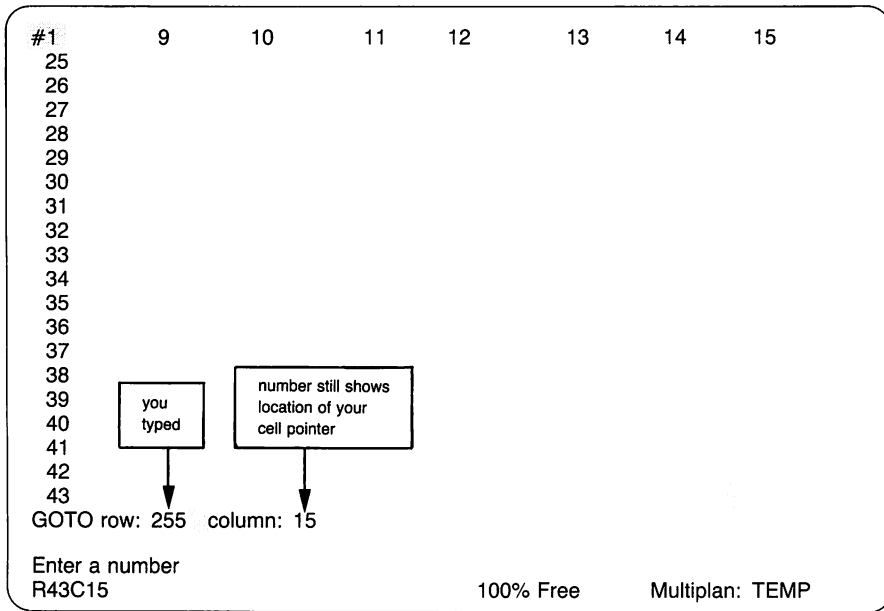 #1 9 10 11 12 13 14 15
25
26
27
28
29
30
31
32
33
34
35
36
37
38
39
40
41
42
43
you
typed
number still shows
location of your
cell pointer
GOTO row: 255 column: 15
Enter a number
R43C15 100% Free Multiplan: TEMP